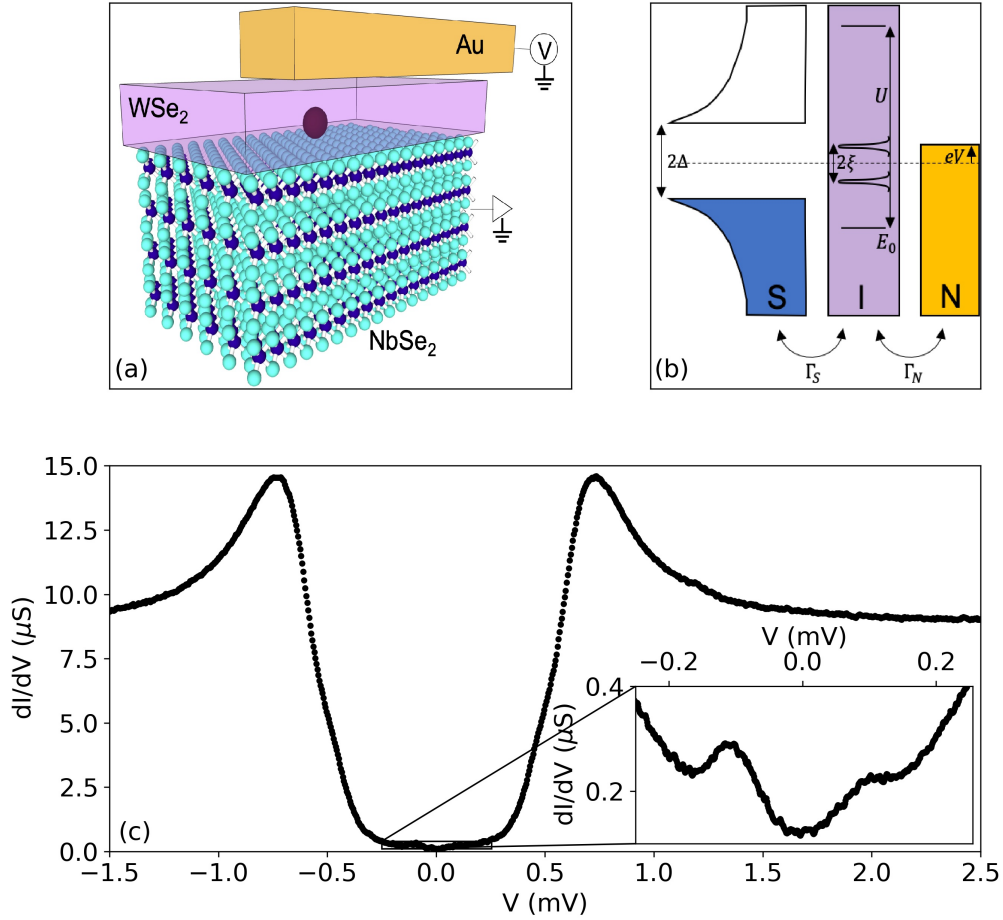 Au
V
WSe₂
NbSe₂
(a)
2Δ
U
2ξ
eV
E₀
S
I
N
(b)
Γ_S
Γ_N
15.0
12.5
10.0
7.5
5.0
2.5
0.0
dI/dV (μS)
(c)
−1.5
−1.0
−0.5
0.0
0.5
1.0
1.5
2.0
2.5
V (mV)
V (mV)
−0.2
0.0
0.2
0.4
0.2
dI/dV (μS)